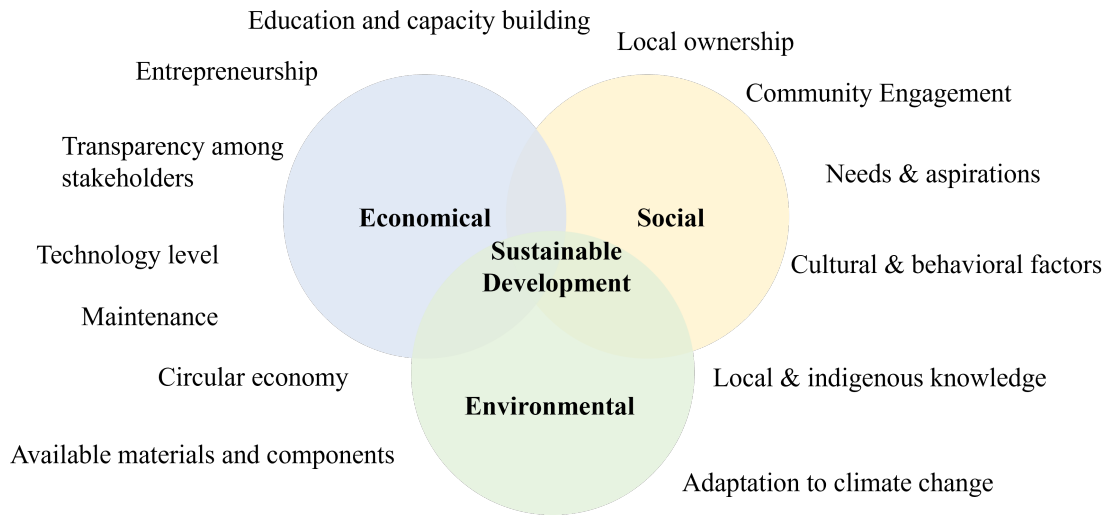 Education and capacity building
Local ownership
Entrepreneurship
Community Engagement
Transparency among
stakeholders
Needs & aspirations
Economical
Social
Sustainable
Development
Technology level
Cultural & behavioral factors
Maintenance
Circular economy
Local & indigenous knowledge
Environmental
Available materials and components
Adaptation to climate change